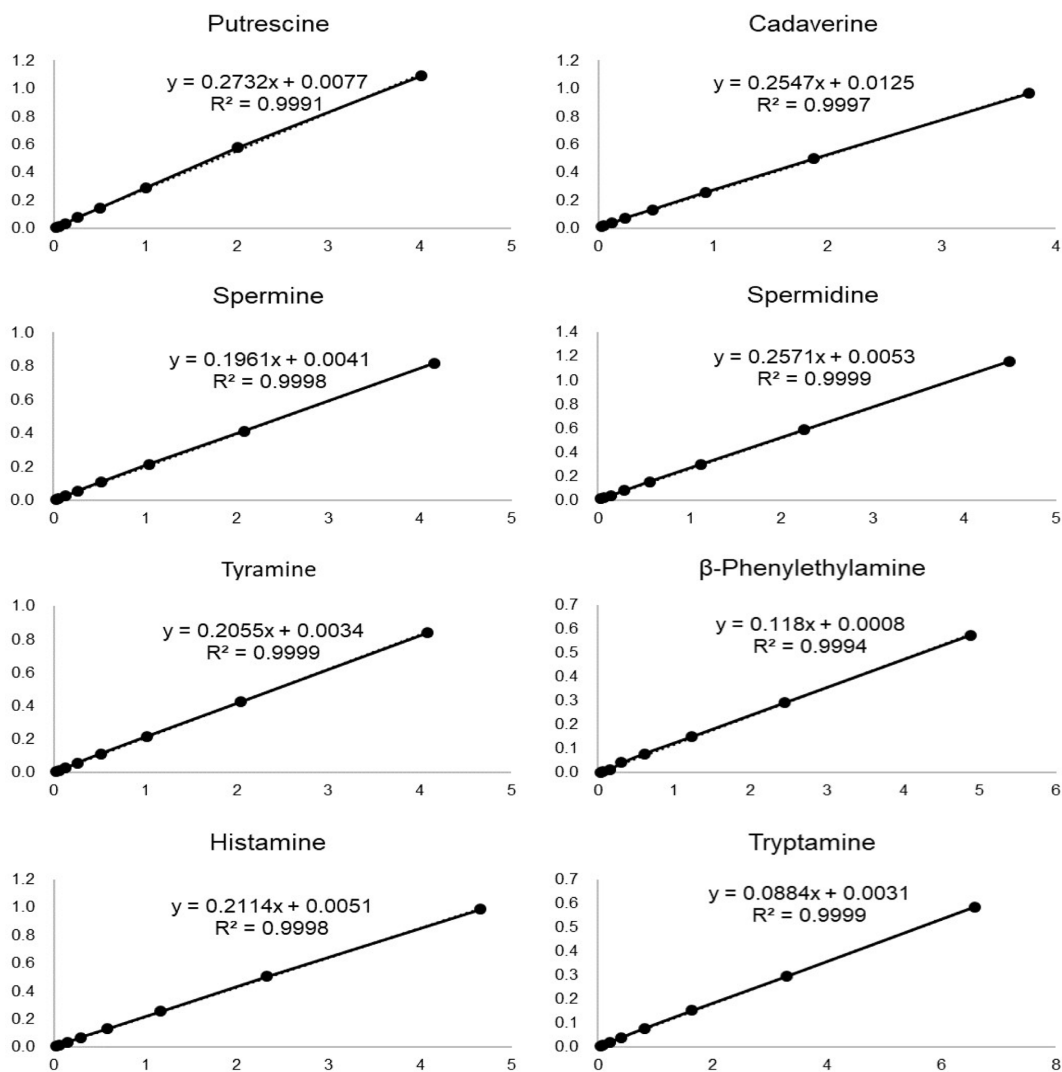 Putrescine
1.2
1.0
0.8
0.6
0.4
0.2
0.0
y = 0.2732x + 0.0077
R² = 0.9991
0 1 2 3 4 5
Cadaverine
1.2
1.0
0.8
0.6
0.4
0.2
0.0
y = 0.2547x + 0.0125
R² = 0.9997
0 1 2 3 4
Spermine
1.0
0.8
0.6
0.4
0.2
0.0
y = 0.1961x + 0.0041
R² = 0.9998
0 1 2 3 4 5
Spermidine
1.4
1.2
1.0
0.8
0.6
0.4
0.2
0.0
y = 0.2571x + 0.0053
R² = 0.9999
0 1 2 3 4 5
Tyramine
1.0
0.8
0.6
0.4
0.2
0.0
y = 0.2055x + 0.0034
R² = 0.9999
0 1 2 3 4 5
β-Phenylethylamine
0.7
0.6
0.5
0.4
0.3
0.2
0.1
0.0
y = 0.118x + 0.0008
R² = 0.9994
0 1 2 3 4 5 6
Histamine
1.2
1.0
0.8
0.6
0.4
0.2
0.0
y = 0.2114x + 0.0051
R² = 0.9998
0 1 2 3 4 5
Tryptamine
0.7
0.6
0.5
0.4
0.3
0.2
0.1
0.0
y = 0.0884x + 0.0031
R² = 0.9999
0 2 4 6 8